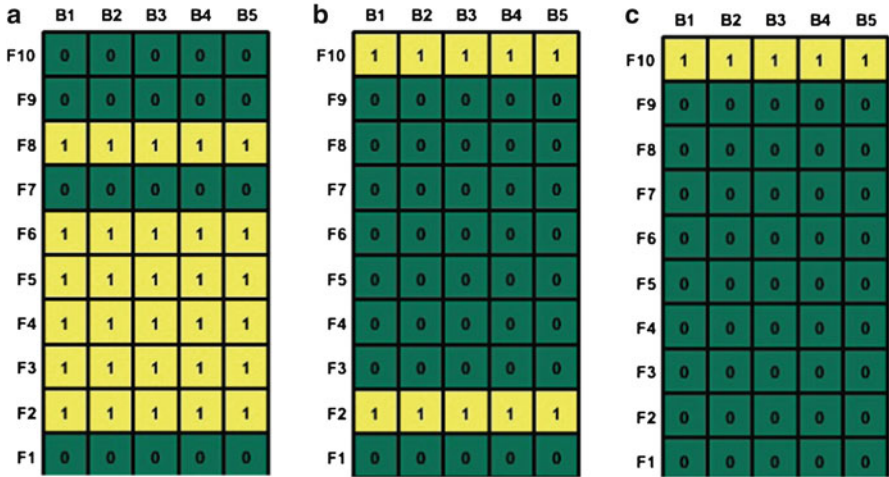 a
B1 B2 B3 B4 B5
F10 0 0 0 0 0
F9 0 0 0 0 0
F8 1 1 1 1 1
F7 0 0 0 0 0
F6 1 1 1 1 1
F5 1 1 1 1 1
F4 1 1 1 1 1
F3 1 1 1 1 1
F2 1 1 1 1 1
F1 0 0 0 0 0
b
B1 B2 B3 B4 B5
F10 1 1 1 1 1
F9 0 0 0 0 0
F8 0 0 0 0 0
F7 0 0 0 0 0
F6 0 0 0 0 0
F5 0 0 0 0 0
F4 0 0 0 0 0
F3 0 0 0 0 0
F2 1 1 1 1 1
F1 0 0 0 0 0
c
B1 B2 B3 B4 B5
F10 1 1 1 1 1
F9 0 0 0 0 0
F8 0 0 0 0 0
F7 0 0 0 0 0
F6 0 0 0 0 0
F5 0 0 0 0 0
F4 0 0 0 0 0
F3 0 0 0 0 0
F2 0 0 0 0 0
F1 0 0 0 0 0